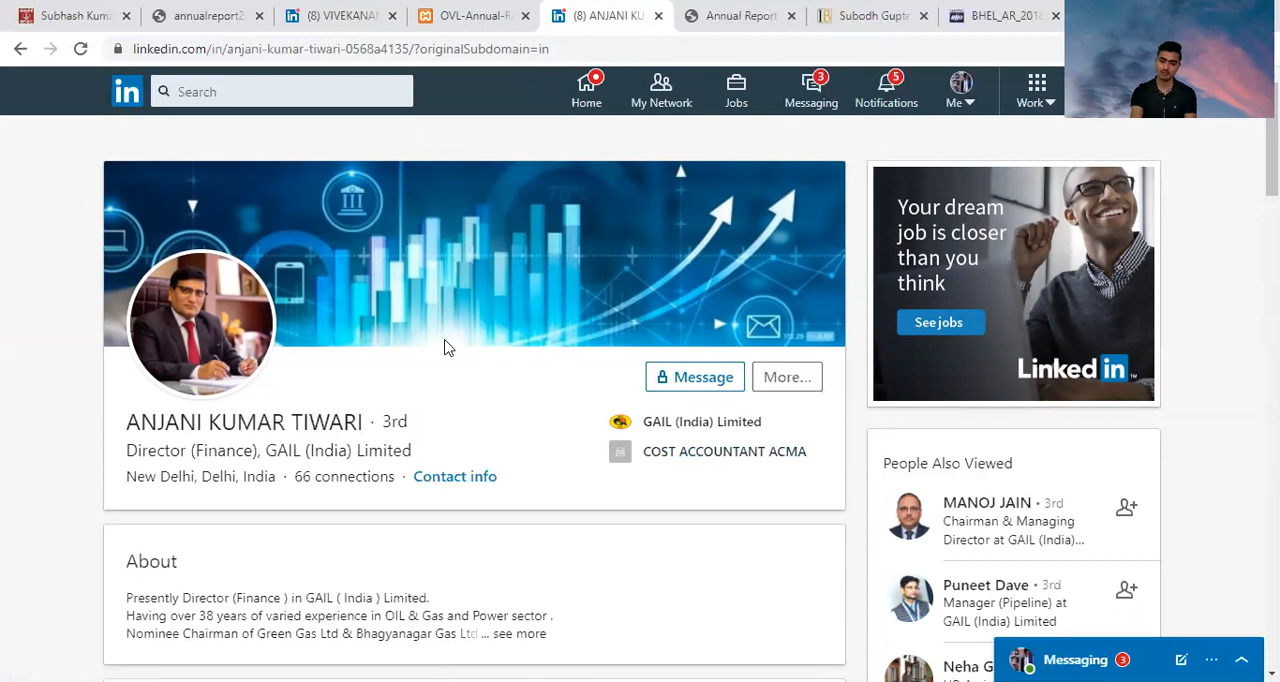 Subhash Kum
annualreport2
(8) VIVEKANAN
OVL-Annual-R
(8) ANJANI KU
Annual Report
Subodh Gupta
BHEL_AR_2018
linkedin.com/in/anjani-kumar-tiwari-0568a4135/?originalSubdomain=in
in
Search
Home
My Network
Jobs
3
Messaging
5
Notifications
Me
Work
Your dream
job is closer
than you
think
See jobs
LinkedIn
Message
More...
ANJANI KUMAR TIWARI · 3rd
GAIL (India) Limited
Director (Finance), GAIL (India) Limited
COST ACCOUNTANT ACMA
New Delhi, Delhi, India · 66 connections · Contact info
People Also Viewed
MANOJ JAIN • 3rd
Chairman & Managing
Director at GAIL (India)...
About
Presently Director (Finance ) in GAIL ( India ) Limited.
Having over 38 years of varied experience in OIL & Gas and Power sector .
Nominee Chairman of Green Gas Ltd & Bhagyanagar Gas Ltd ... see more
Puneet Dave • 3rd
Manager (Pipeline) at
GAIL (India) Limited
Neha G
Messaging 3